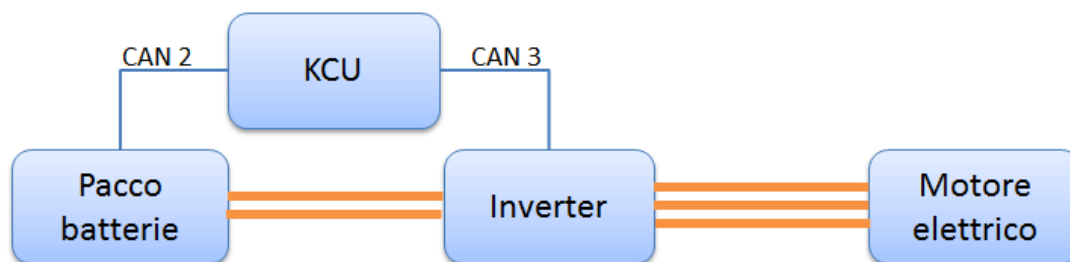 CAN 2
KCU
CAN 3
Pacco
batterie
Inverter
Motore
elettrico